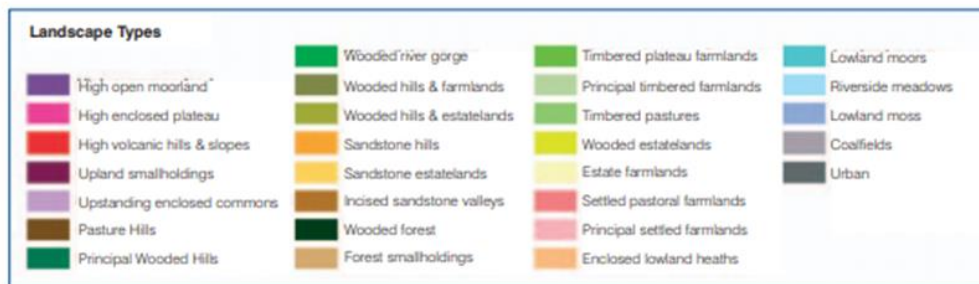 Landscape Types
High open moorland
High enclosed plateau
High volcanic hills & slopes
Upland smallholdings
Upstanding enclosed commons
Pasture Hills
Principal Wooded Hills
Wooded river gorge
Wooded hills & farmlands
Wooded hills & estatelands
Sandstone hills
Sandstone estatelands
Incised sandstone valleys
Wooded forest
Forest smallholdings
Timbered plateau farmlands
Principal timbered farmlands
Timbered pastures
Wooded estatelands
Estate farmlands
Settled pastoral farmlands
Principal settled farmlands
Enclosed lowland heaths
Lowland moors
Riverside meadows
Lowland moss
Coalfields
Urban